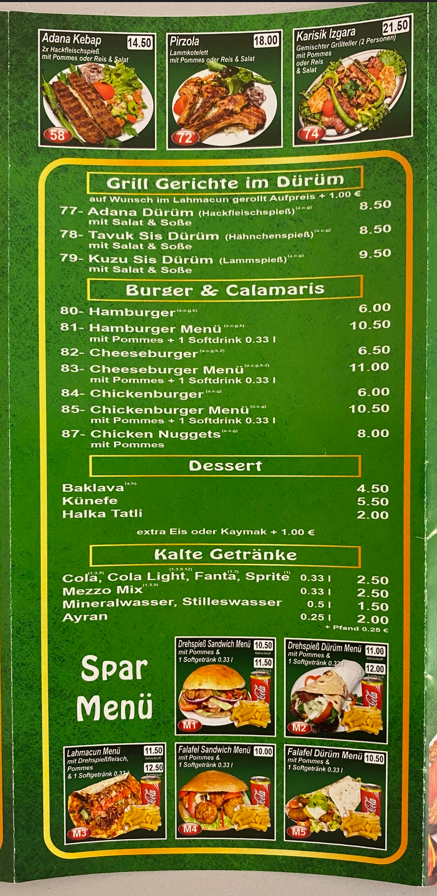 Adana Kebap 14.50
2x Hackfleischspieß
mit Pommes oder Reis & Salat
58
Pirzola 18.00
Lammkotelett
mit Pommes oder Reis & Salat
72
Karisik Izgara 21.50
Gemischter Grillteller (2 Personen)
mit Pommes
oder Reis
& Salat
74
Grill Gerichte im Dürüm
auf Wunsch im Lahmacun gerollt Aufpreis + 1.00 €
77- Adana Dürüm (Hackfleischspieß) 8.50
mit Salat & Soße
78- Tavuk Sis Dürüm (Hähnchenspieß) 8.50
mit Salat & Soße
79- Kuzu Sis Dürüm (Lammspieß) 9.50
mit Salat & Soße
Burger & Calamaris
80- Hamburger 6.00
81- Hamburger Menü 10.50
mit Pommes + 1 Softdrink 0.33 l
82- Cheeseburger 6.50
83- Cheeseburger Menü 11.00
mit Pommes + 1 Softdrink 0.33 l
84- Chickenburger 6.00
85- Chickenburger Menü 10.50
mit Pommes + 1 Softdrink 0.33 l
87- Chicken Nuggets 8.00
mit Pommes
Dessert
Baklava 4.50
Künefe 5.50
Halka Tatli 2.00
extra Eis oder Kaymak + 1.00 €
Kalte Getränke
Cola, Cola Light, Fanta, Sprite 0.33 l 2.50
Mezzo Mix 0.33 l 2.50
Mineralwasser, Stilleswasser 0.5 l 1.50
Ayran 0.25 l 2.00
+ Pfand 0.25 €
Spar
Menü
Drehspieß Sandwich Menü 10.50
mit Pommes &
1 Softgetränk 0.33 l 11.50
M1
Drehspieß Dürüm Menü 11.00
mit Pommes &
1 Softgetränk 0.33 l 12.00
M2
Lahmacun Menü 11.50
mit Drehspießfleisch,
Pommes 12.50
& 1 Softgetränk 0.33 l
M3
Falafel Sandwich Menü 10.00
mit Pommes &
1 Softgetränk 0.33 l
M4
Falafel Dürüm Menü 10.50
mit Pommes &
1 Softgetränk 0.33 l
M5